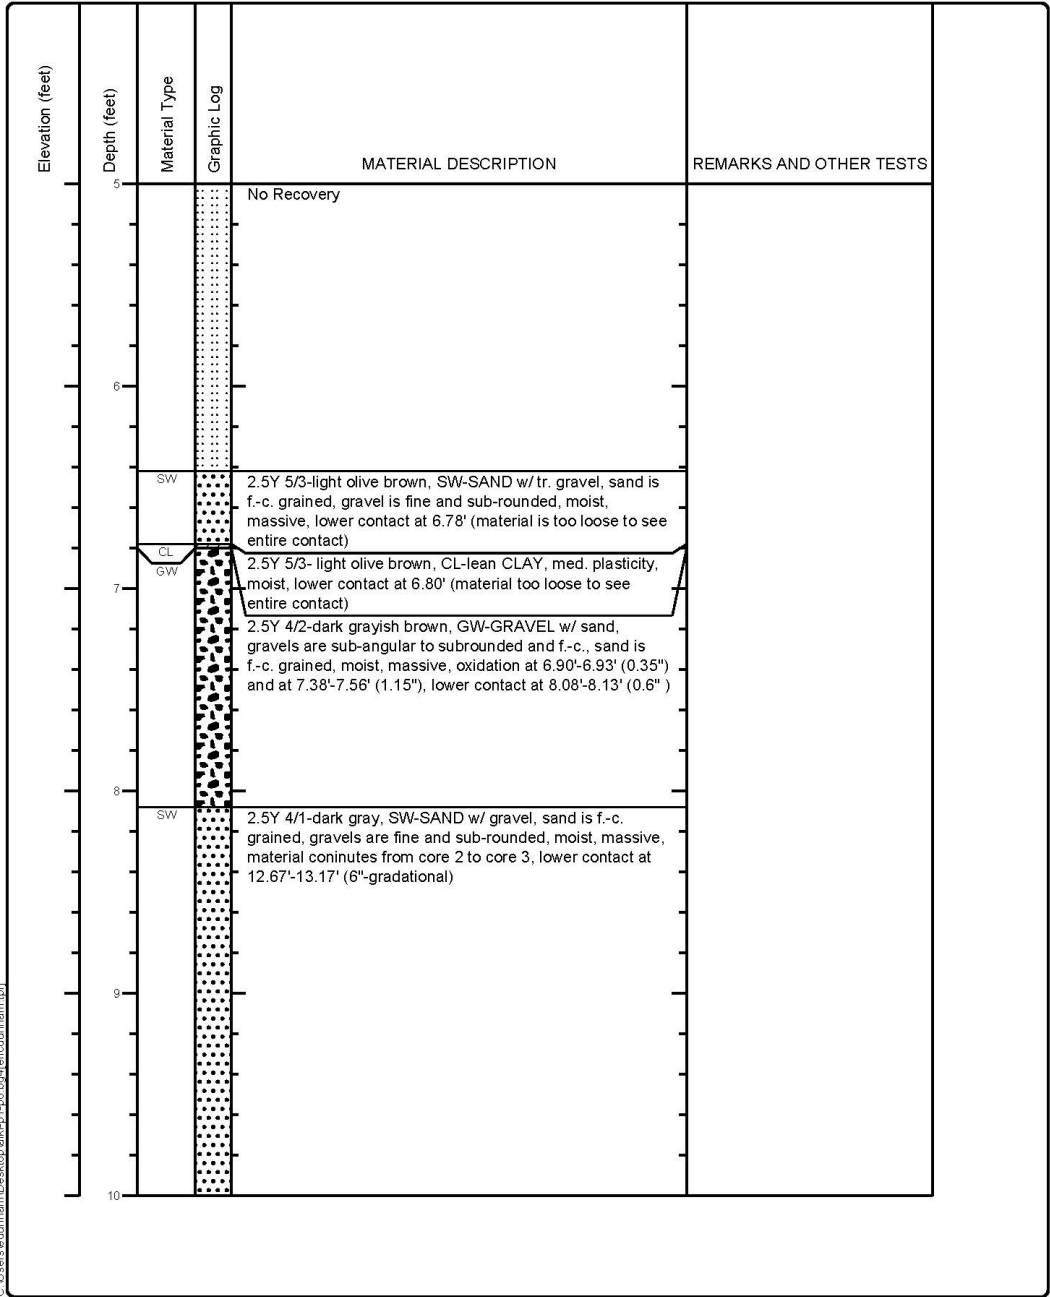 Elevation (feet)
Depth (feet)
Material Type
Graphic Log
MATERIAL DESCRIPTION
REMARKS AND OTHER TESTS
5
No Recovery
6
SW
2.5Y 5/3-light olive brown, SW-SAND w/ tr. gravel, sand is
f.-c. grained, gravel is fine and sub-rounded, moist,
massive, lower contact at 6.78' (material is too loose to see
entire contact)
CL
2.5Y 5/3- light olive brown, CL-lean CLAY, med. plasticity,
moist, lower contact at 6.80' (material too loose to see
entire contact)
GW
7
2.5Y 4/2-dark grayish brown, GW-GRAVEL w/ sand,
gravels are sub-angular to subrounded and f.-c., sand is
f.-c. grained, moist, massive, oxidation at 6.90'-6.93' (0.35")
and at 7.38'-7.56' (1.15"), lower contact at 8.08'-8.13' (0.6" )
8
SW
2.5Y 4/1-dark gray, SW-SAND w/ gravel, sand is f.-c.
grained, gravels are fine and sub-rounded, moist, massive,
material coninutes from core 2 to core 3, lower contact at
12.67'-13.17' (6"-gradational)
9
10